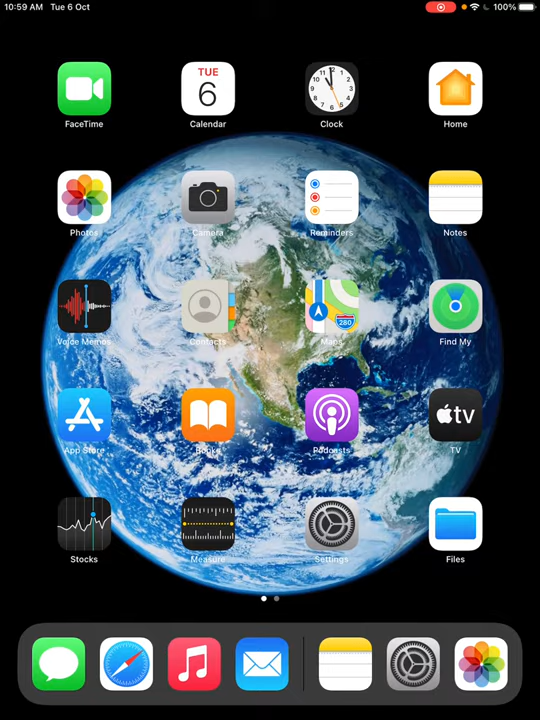 10:59 AM Tue 6 Oct
100%
TUE
6
FaceTime
Calendar
Clock
Home
Photos
Camera
Reminders
Notes
280
Voice Memos
Contacts
Maps
Find My
tv
App Store
Books
Podcasts
TV
Stocks
Measure
Settings
Files